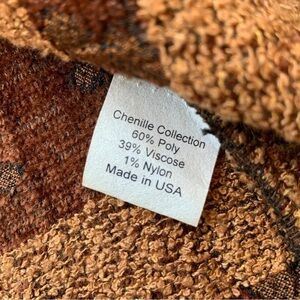 Chenille Collection
60% Poly
39% Viscose
1% Nylon
Made in USA